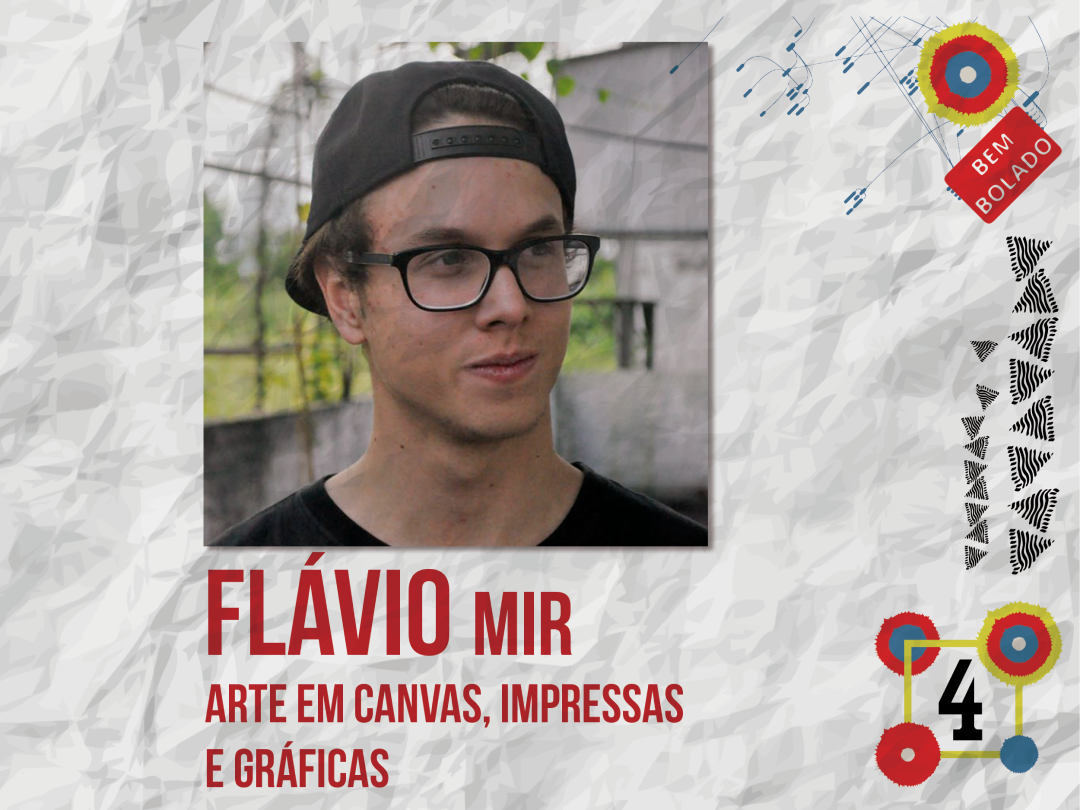 BEM
BOLADO
FLÁVIO MIR
ARTE EM CANVAS, IMPRESSAS
E GRÁFICAS
4